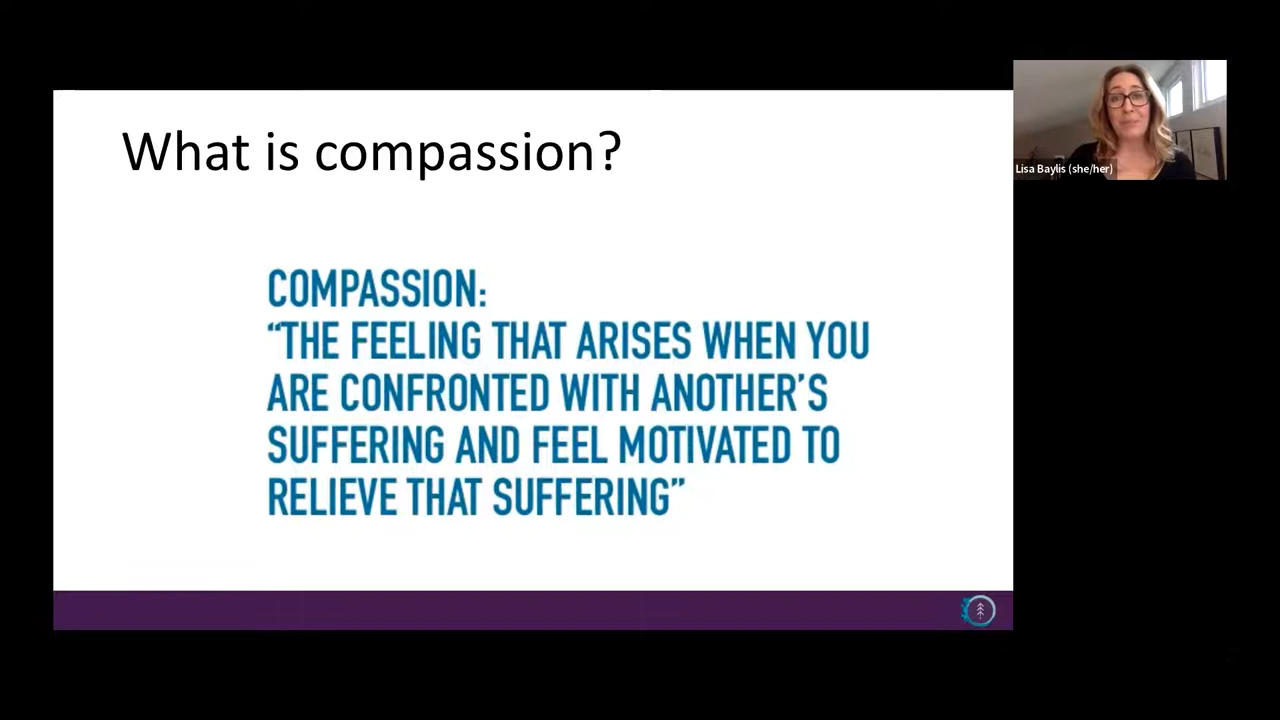 What is compassion?
COMPASSION:
“THE FEELING THAT ARISES WHEN YOU
ARE CONFRONTED WITH ANOTHER’S
SUFFERING AND FEEL MOTIVATED TO
RELIEVE THAT SUFFERING”
Lisa Baylis (she/her)